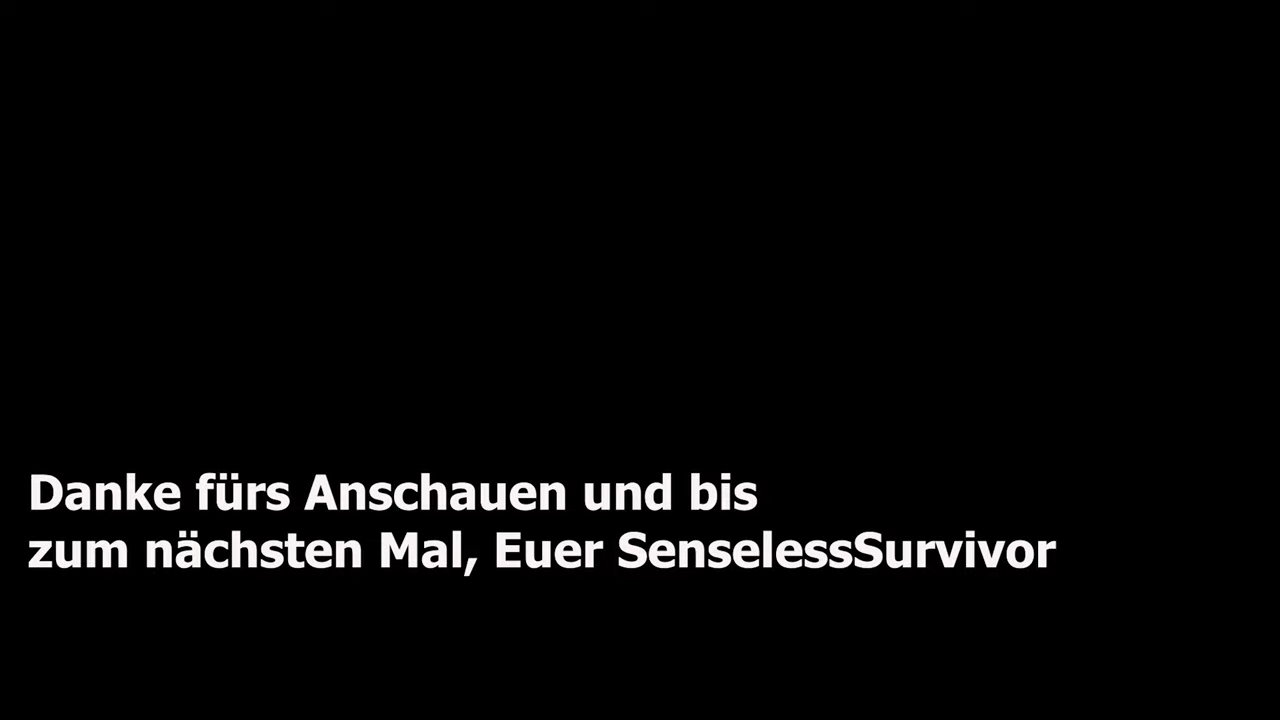 Danke fürs Anschauen und bis
zum nächsten Mal, Euer SenselessSurvivor